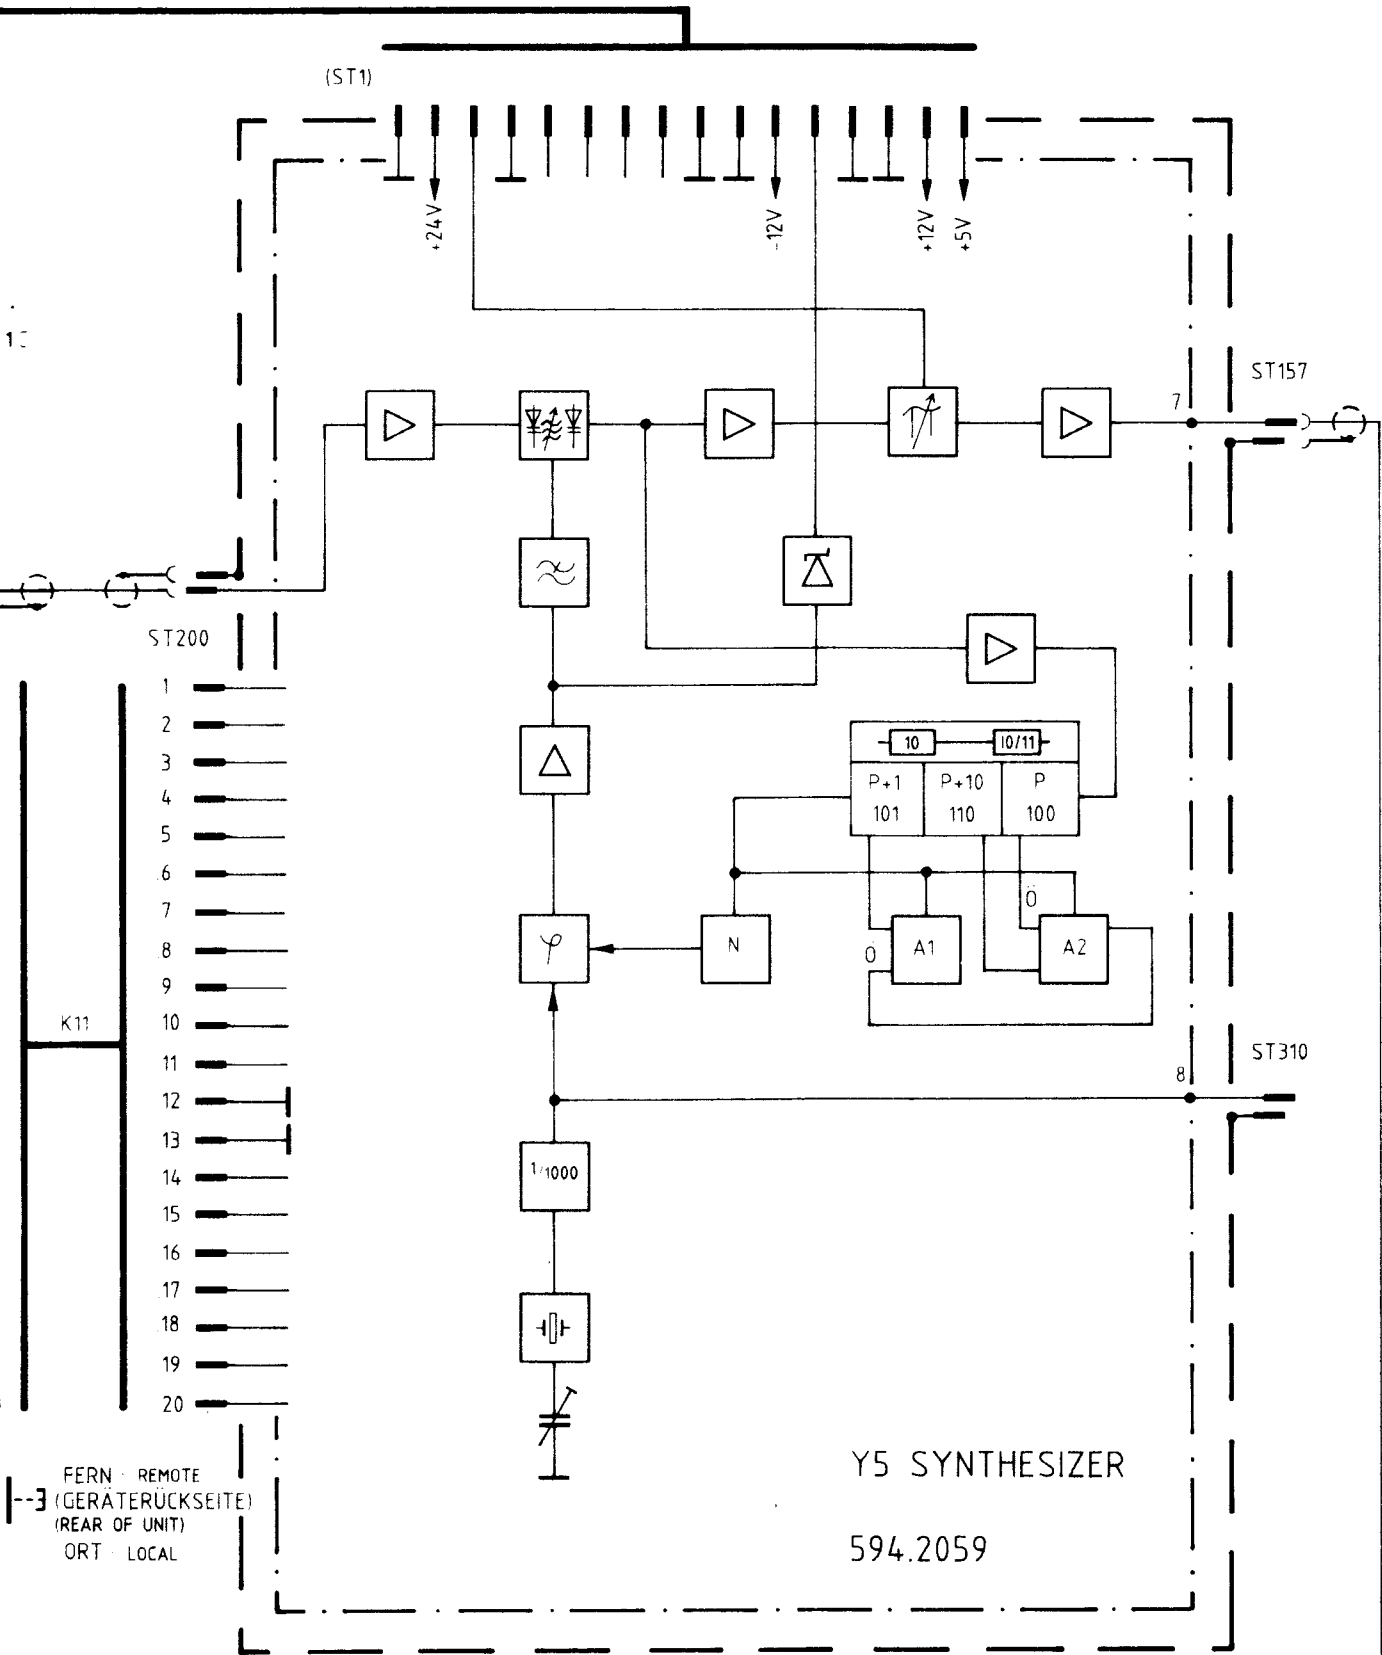 (ST1)
+24V
-12V
+12V
+5V
ST157
7
ST200
1
2
3
4
5
6
7
8
9
10
11
12
13
14
15
16
17
18
19
20
K11
10
10/11
P+1
101
P+10
110
P
100
Ö
Ö
N
A1
A2
φ
8
ST310
1/1000
Y5 SYNTHESIZER
594.2059
FERN · REMOTE
(GERÄTERÜCKSEITE)
(REAR OF UNIT)
ORT · LOCAL